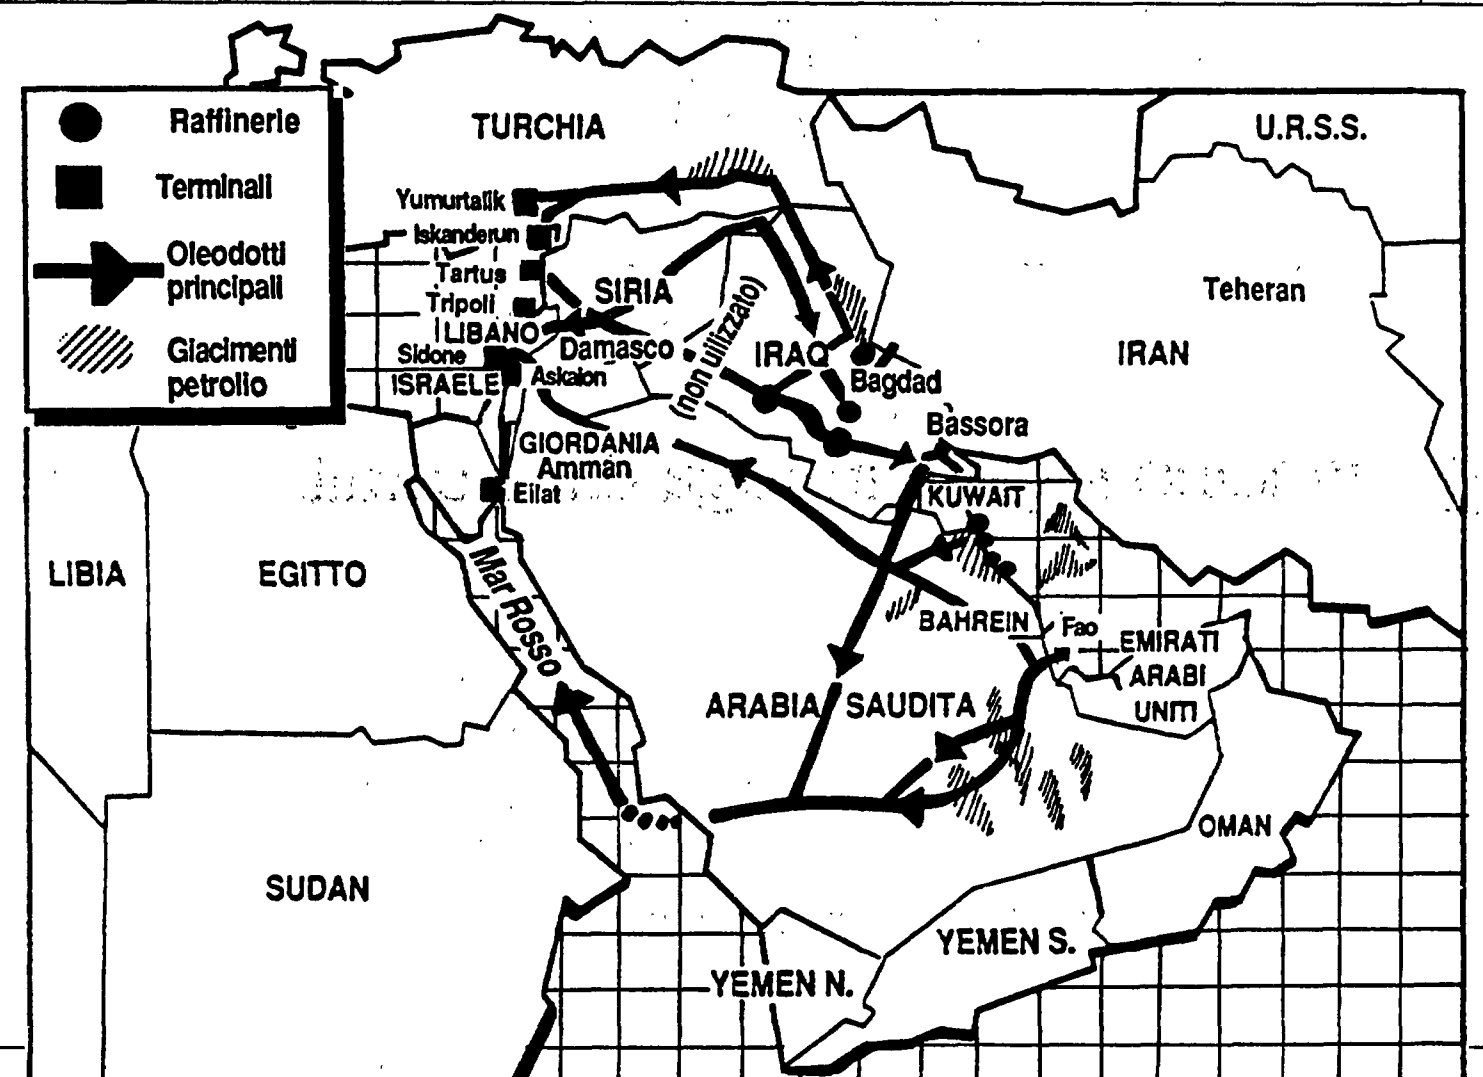 Raffinerie
Terminali
Oleodotti
principali
Giacimenti
petrolio
TURCHIA
U.R.S.S.
Yumurtalik
Iskanderun
Tartus
Tripoli
SIRIA
LIBANO
Sidone
ISRAELE
Askalon
Damasco
(non utilizzato)
IRAQ
Bagdad
Teheran
IRAN
Bassora
GIORDANIA
Amman
Eilat
KUWAIT
LIBIA
EGITTO
Mar Rosso
BAHREIN
Fao
EMIRATI
ARABI
UNITI
ARABIA SAUDITA
OMAN
SUDAN
YEMEN S.
YEMEN N.